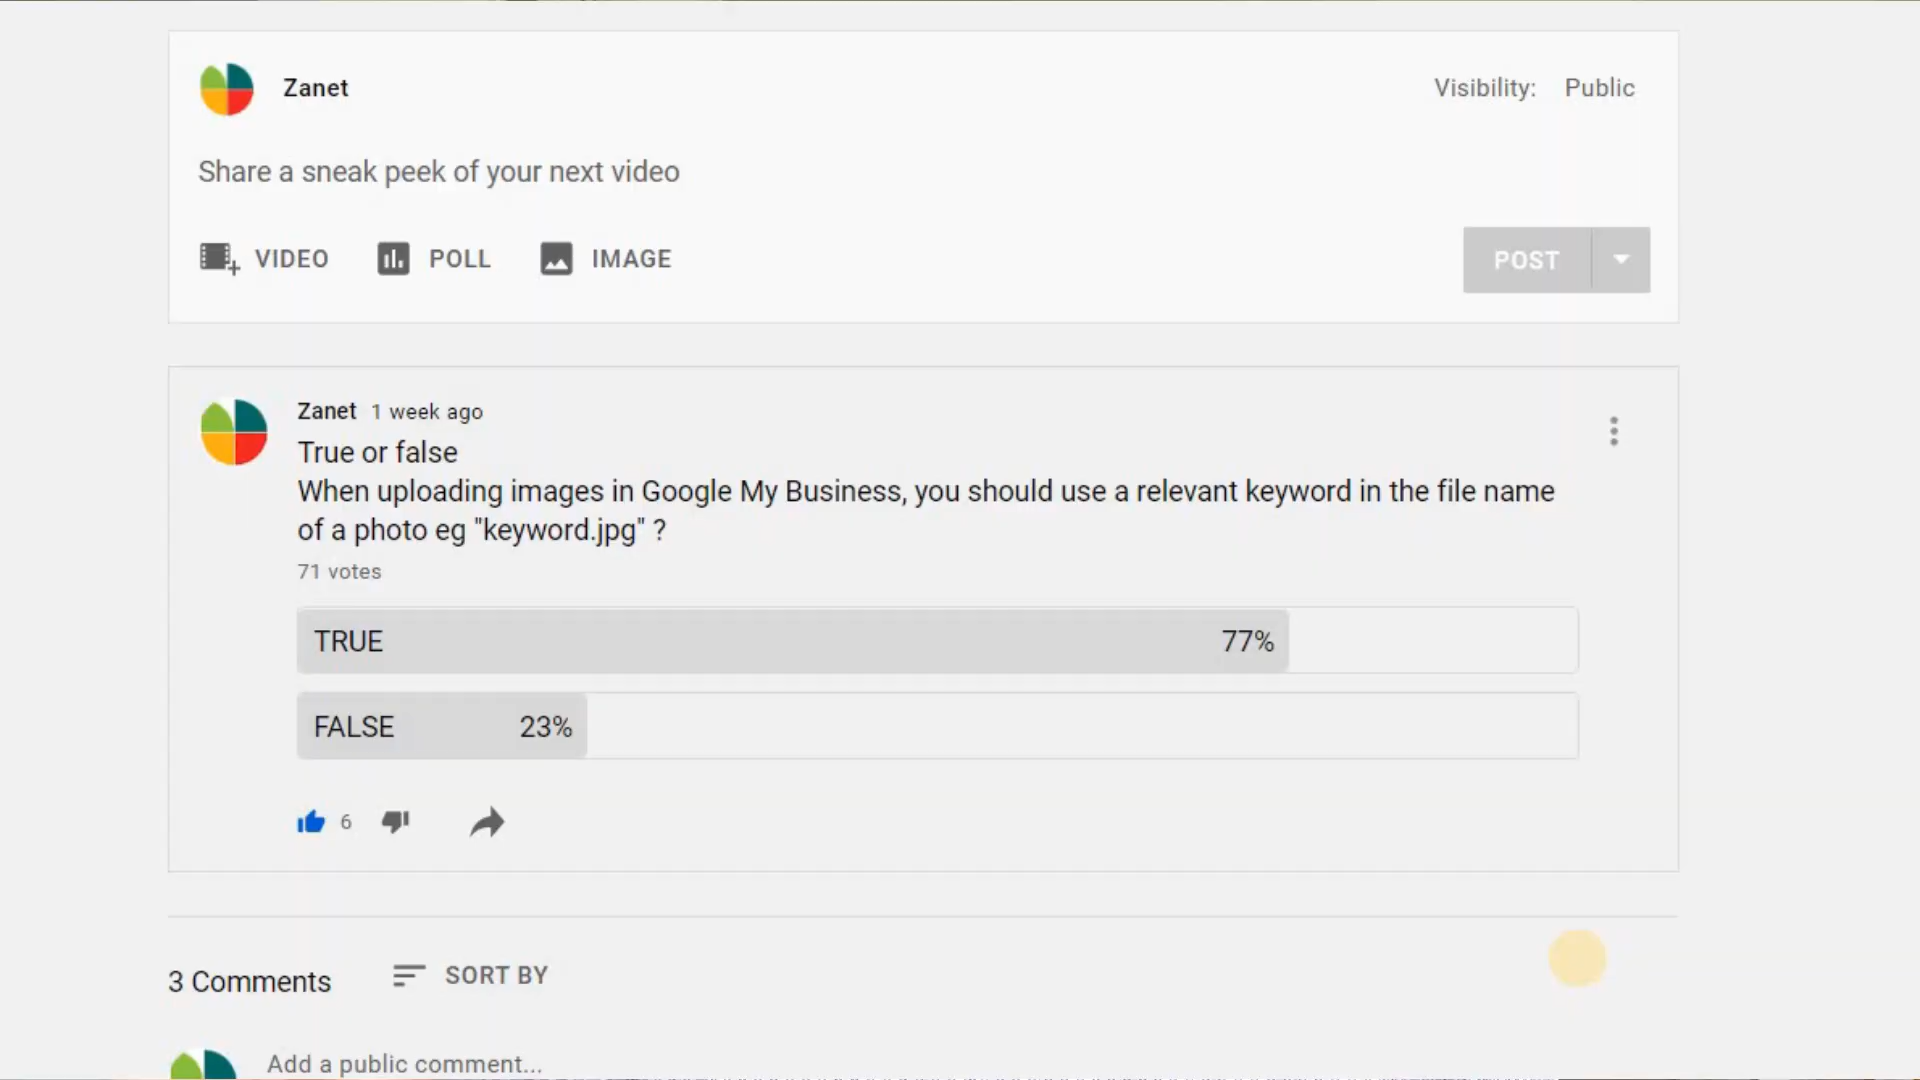 Zanet
Visibility: Public
Share a sneak peek of your next video
VIDEO POLL IMAGE
POST
Zanet 1 week ago
True or false
When uploading images in Google My Business, you should use a relevant keyword in the file name
of a photo eg "keyword.jpg" ?
71 votes
TRUE 77%
FALSE 23%
6
3 Comments SORT BY
Add a public comment...